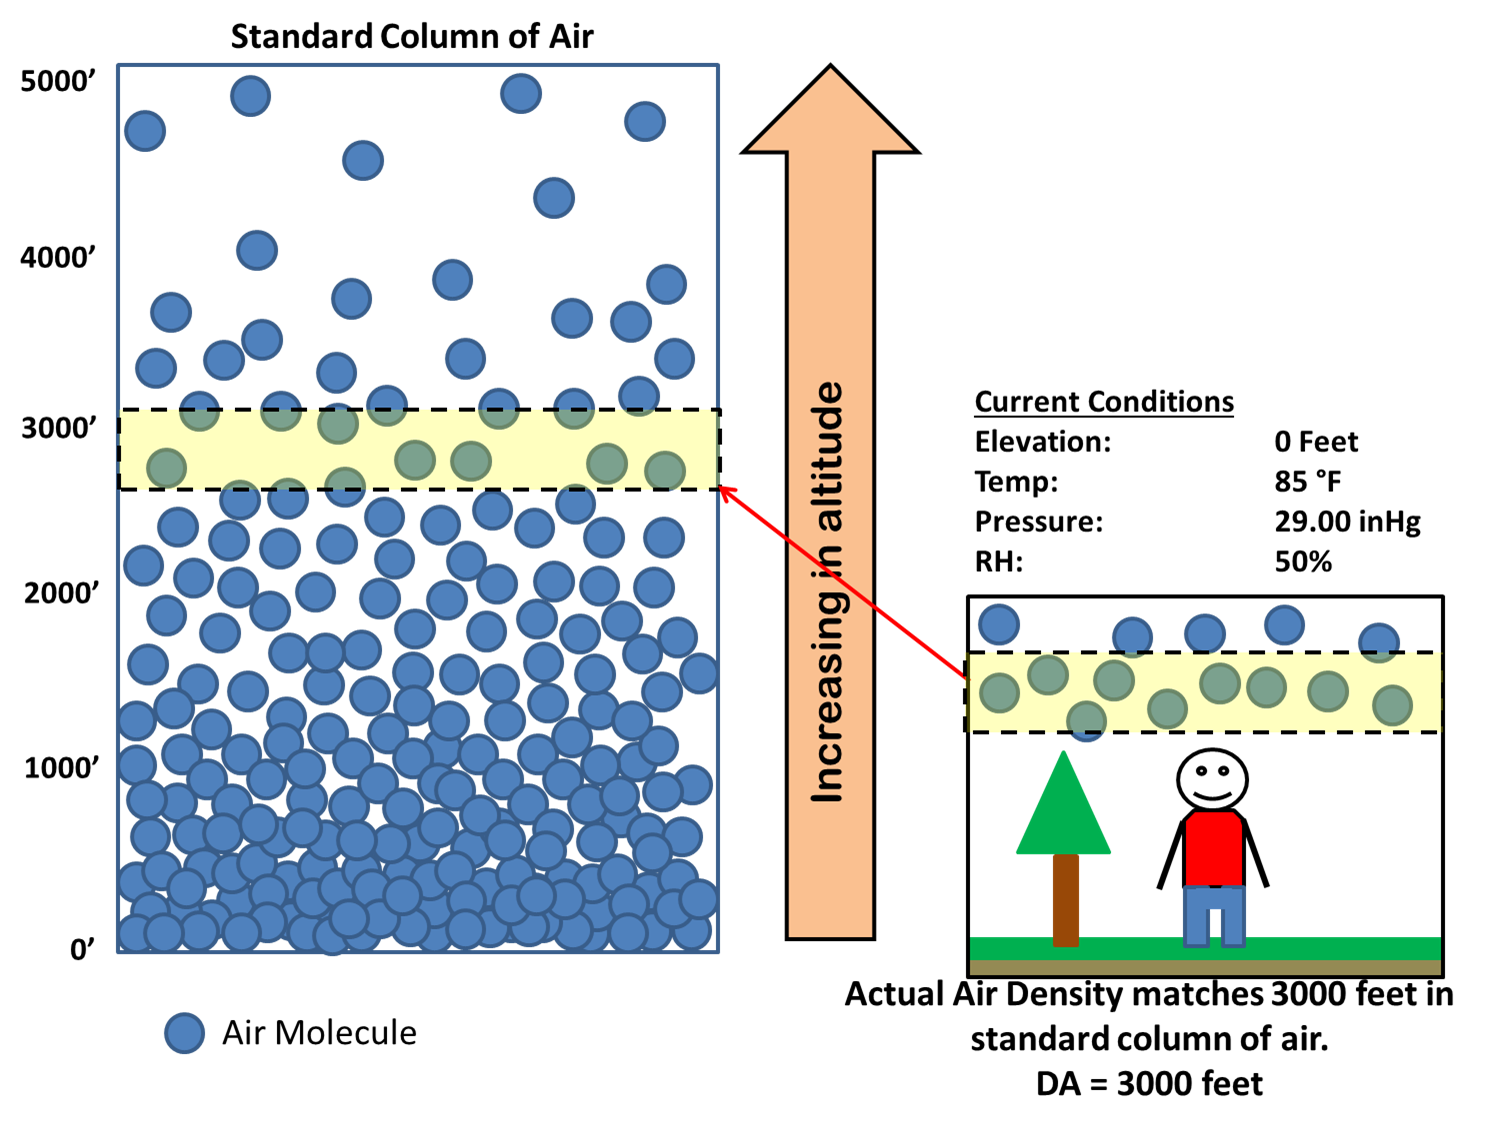 Standard Column of Air
5000’
4000’
3000’
2000’
1000’
0’
Air Molecule
Increasing in altitude
Current Conditions
Elevation: 0 Feet
Temp: 85 °F
Pressure: 29.00 inHg
RH: 50%
Actual Air Density matches 3000 feet in
standard column of air.
DA = 3000 feet